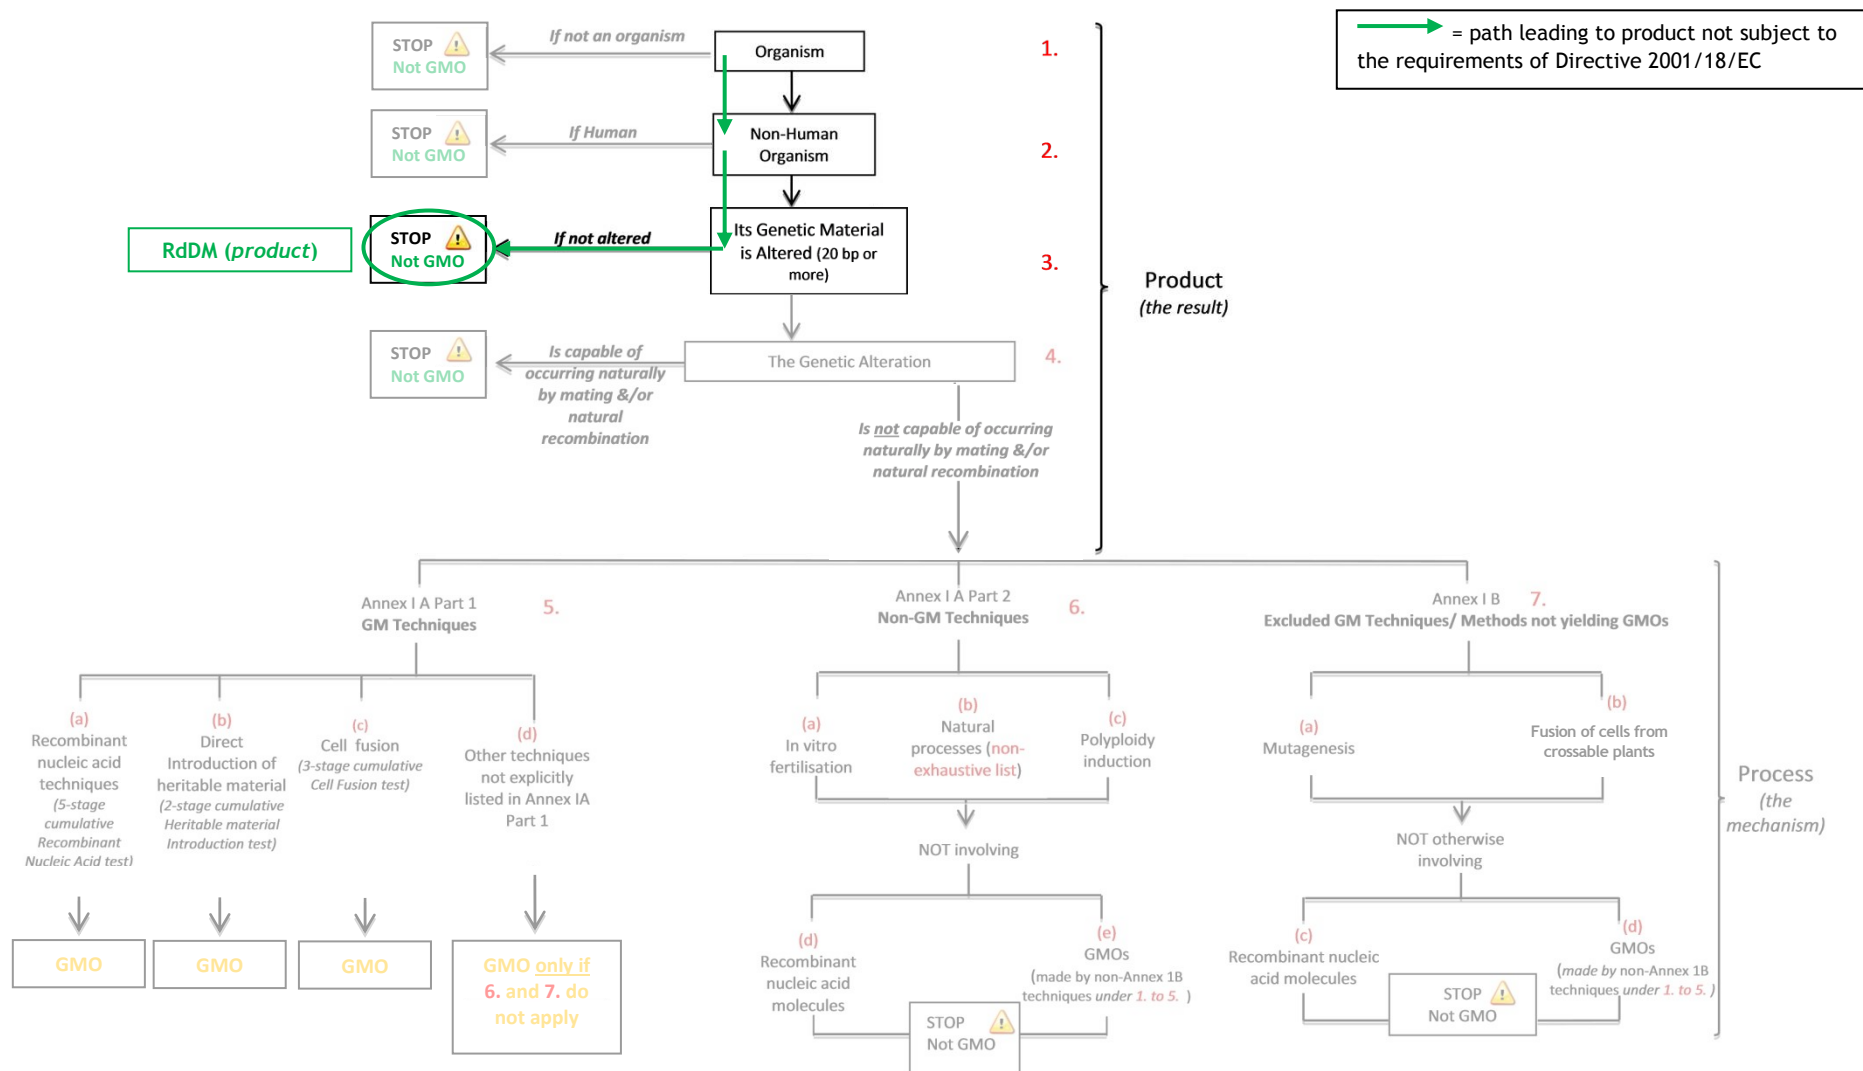 = path leading to product not subject to
the requirements of Directive 2001/18/EC
STOP
Not GMO
If not an organism
Organism
1.
STOP
Not GMO
If Human
Non-Human
Organism
2.
RdDM (product)
STOP
Not GMO
If not altered
Its Genetic Material
is Altered (20 bp or
more)
3.
Product
(the result)
STOP
Not GMO
Is capable of
occurring naturally
by mating &/or
natural
recombination
The Genetic Alteration
4.
Is not capable of occurring
naturally by mating &/or
natural recombination
Annex I A Part 1
GM Techniques
5.
Annex I A Part 2
Non-GM Techniques
6.
Annex I B
7.
Excluded GM Techniques/ Methods not yielding GMOs
(a)
Recombinant
nucleic acid
techniques
(5-stage
cumulative
Recombinant
Nucleic Acid test)
(b)
Direct
Introduction of
heritable material
(2-stage cumulative
Heritable material
Introduction test)
(c)
Cell fusion
(3-stage cumulative
Cell Fusion test)
(d)
Other techniques
not explicitly
listed in Annex IA
Part 1
(a)
In vitro
fertilisation
(b)
Natural
processes (non-
exhaustive list)
(c)
Polyploidy
induction
(a)
Mutagenesis
(b)
Fusion of cells from
crossable plants
Process
(the
mechanism)
NOT involving
NOT otherwise
involving
GMO
GMO
GMO
GMO only if
6. and 7. do
not apply
(d)
Recombinant
nucleic acid
molecules
(e)
GMOs
(made by non-Annex 1B
techniques under 1. to 5. )
STOP
Not GMO
(c)
Recombinant nucleic
acid molecules
(d)
GMOs
(made by non-Annex 1B
techniques under 1. to 5. )
STOP
Not GMO